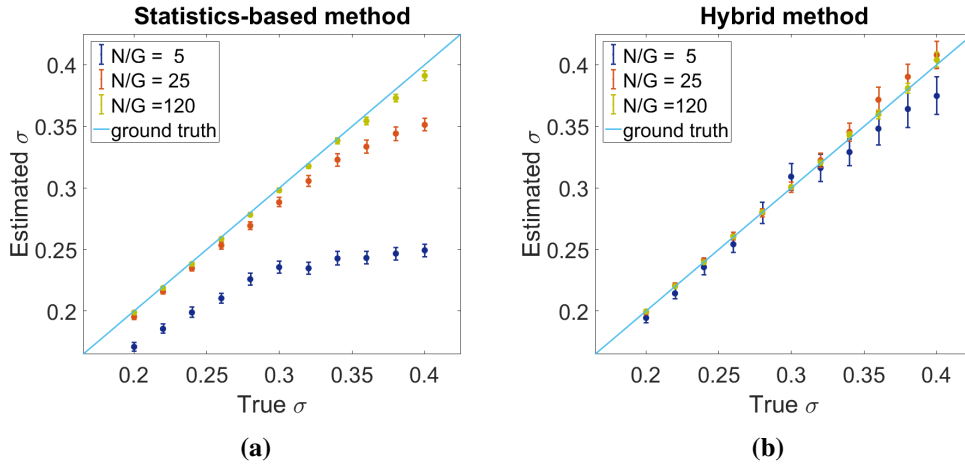 Statistics-based method
N/G = 5
N/G = 25
N/G =120
ground truth
0.4
0.35
0.3
0.25
0.2
Estimated σ
0.2 0.25 0.3 0.35 0.4
True σ
(a)
Hybrid method
N/G = 5
N/G = 25
N/G =120
ground truth
0.4
0.35
0.3
0.25
0.2
Estimated σ
0.2 0.25 0.3 0.35 0.4
True σ
(b)